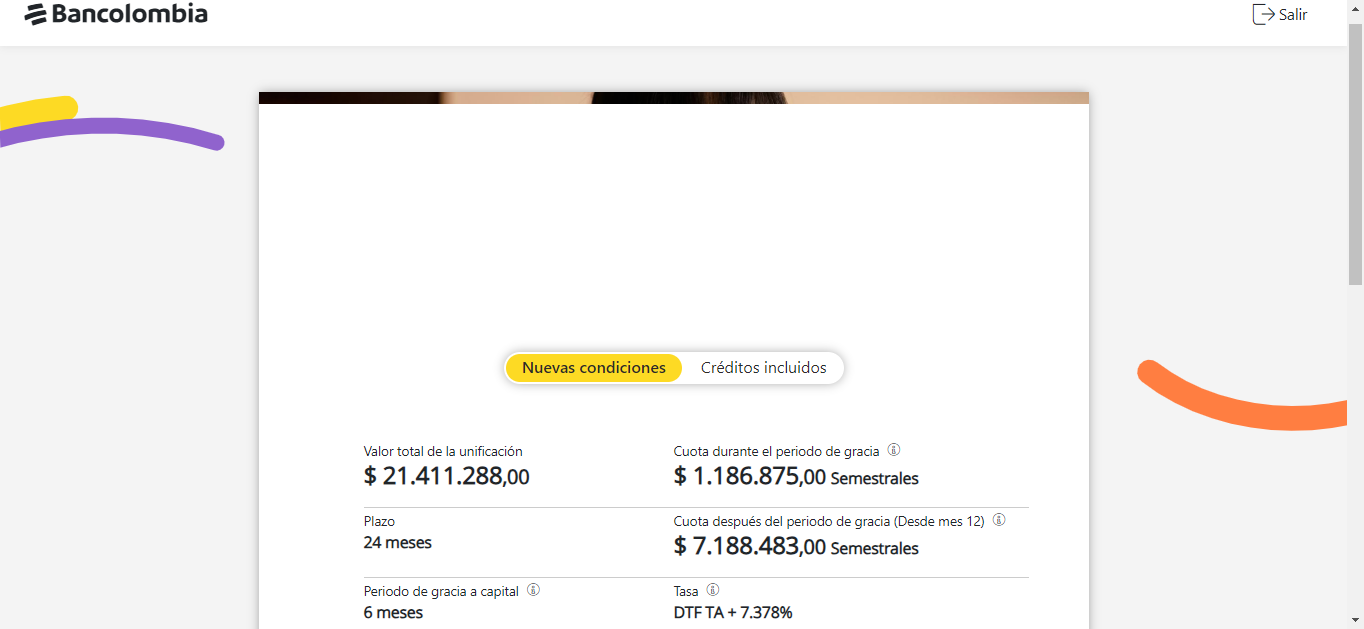 Bancolombia
Salir
Nuevas condiciones
Créditos incluidos
Valor total de la unificación
$ 21.411.288,00
Cuota durante el periodo de gracia
$ 1.186.875,00 Semestrales
Plazo
24 meses
Cuota después del periodo de gracia (Desde mes 12)
$ 7.188.483,00 Semestrales
Periodo de gracia a capital
6 meses
Tasa
DTF TA + 7.378%